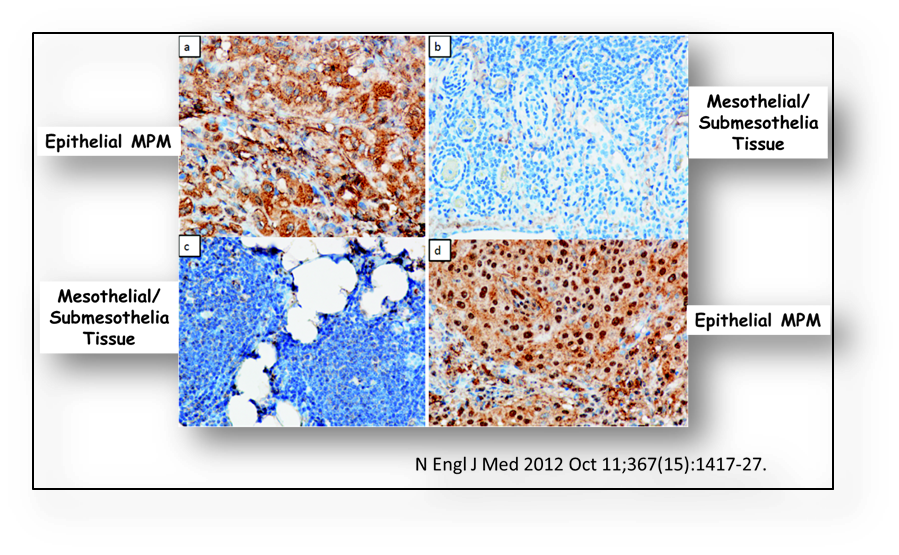 a
b
Epithelial MPM
Mesothelial/
Submesothelia
Tissue
c
d
Mesothelial/
Submesothelia
Tissue
Epithelial MPM
N Engl J Med 2012 Oct 11;367(15):1417-27.